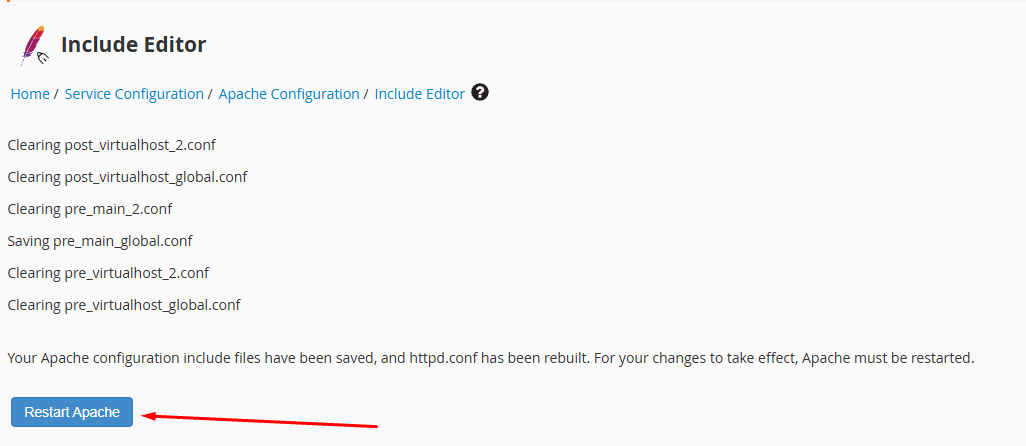 Include Editor
Home / Service Configuration / Apache Configuration / Include Editor ?
Clearing post_virtualhost_2.conf
Clearing post_virtualhost_global.conf
Clearing pre_main_2.conf
Saving pre_main_global.conf
Clearing pre_virtualhost_2.conf
Clearing pre_virtualhost_global.conf
Your Apache configuration include files have been saved, and httpd.conf has been rebuilt. For your changes to take effect, Apache must be restarted.
Restart Apache